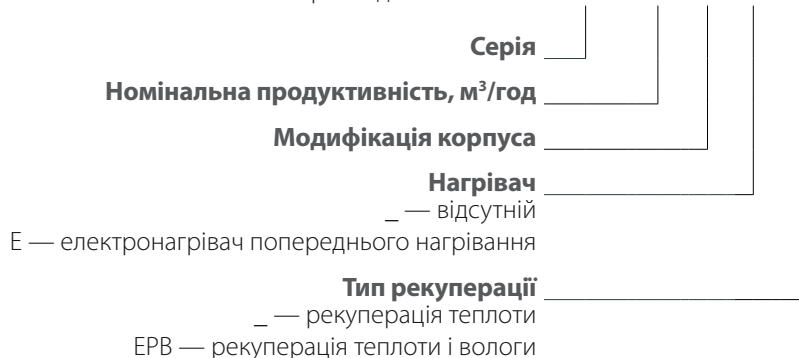 Серія
Номінальна продуктивність, м³/год
Модифікація корпуса
Нагрівач
_ — відсутній
Е — електронагрівач попереднього нагрівання
Тип рекуперації
_ — рекуперація теплоти
ЕРВ — рекуперація теплоти і вологи